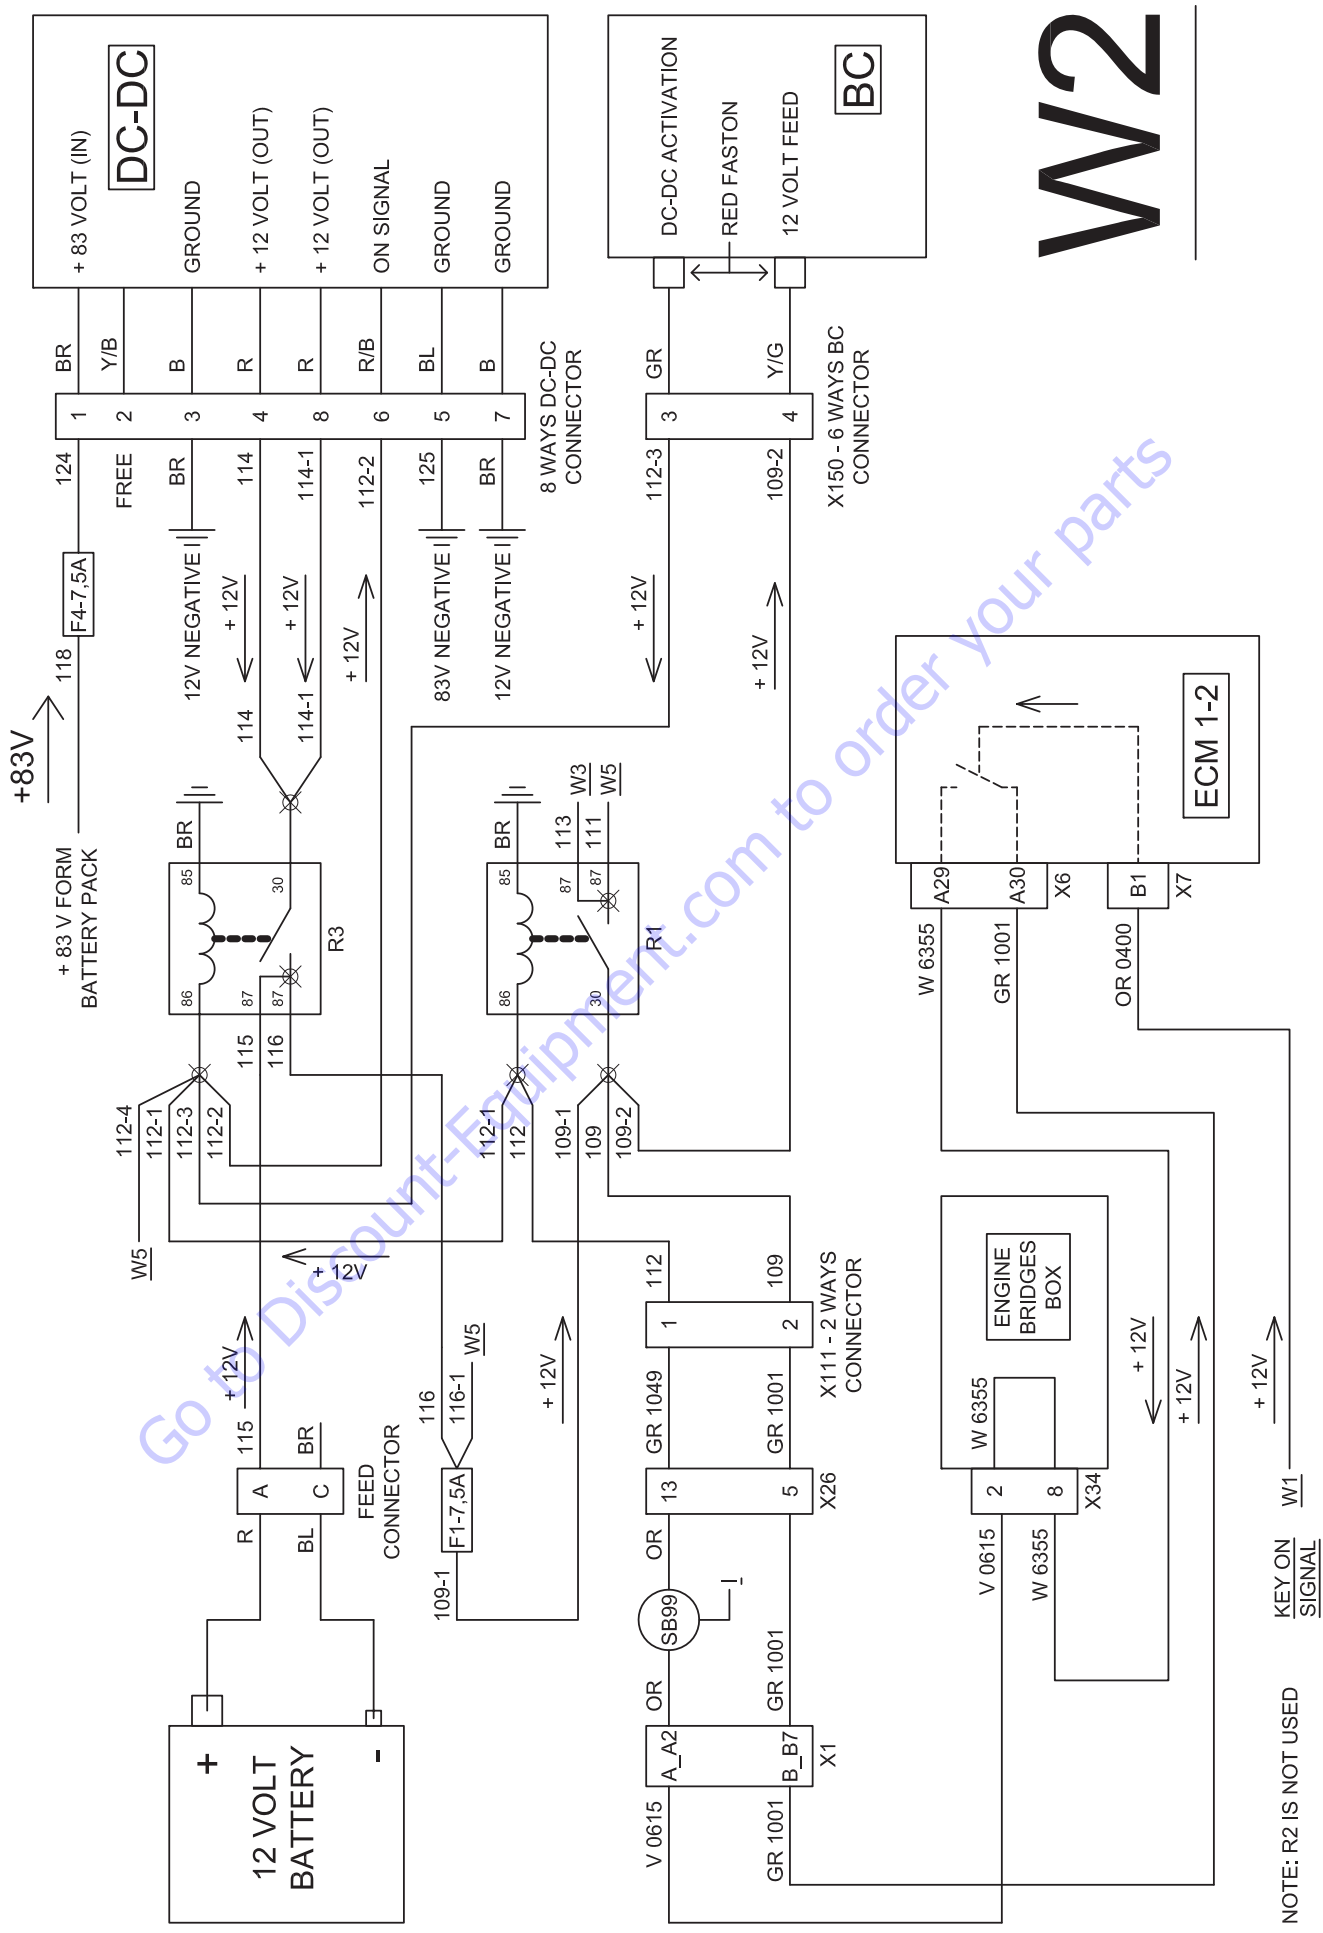 W2
DC-DC
+ 83 VOLT (IN)
GROUND
+ 12 VOLT (OUT)
+ 12 VOLT (OUT)
ON SIGNAL
GROUND
GROUND
BR
Y/B
B
R
R
R/B
BL
B
1
2
3
4
8
6
5
7
8 WAYS DC-DC
CONNECTOR
124
FREE
BR
114
114-1
112-2
125
BR
F4-7,5A
118
+83V
+ 83 V FORM
BATTERY PACK
12V NEGATIVE
+ 12V
+ 12V
+ 12V
83V NEGATIVE
12V NEGATIVE
114
114-1
BC
DC-DC ACTIVATION
RED FASTON
12 VOLT FEED
GR
Y/G
3
4
X150 - 6 WAYS BC
CONNECTOR
112-3
109-2
+ 12V
+ 12V
BR
85
30
86
87
87
R3
115
116
112-4
112-1
112-3
112-2
W5
BR
113
W3
111
W5
85
87
87
86
30
R1
112-1
112
109-1
109
109-2
+ 12V
+ 12V
115
BR
A
C
FEED
CONNECTOR
R
BL
12 VOLT
BATTERY
+
-
116
116-1
W5
F1-7,5A
109-1
+ 12V
112
109
1
2
X111 - 2 WAYS
CONNECTOR
GR 1049
GR 1001
13
5
X26
OR
SB99
I
OR
GR 1001
A_A2
B_B7
X1
V 0615
GR 1001
ECM 1-2
A29
A30
X6
B1
X7
W 6355
GR 1001
OR 0400
ENGINE
BRIDGES
BOX
W 6355
2
8
X34
V 0615
W 6355
+ 12V
+ 12V
+ 12V
W1
KEY ON
SIGNAL
NOTE: R2 IS NOT USED
Go to Discount-Equipment.com to order your parts